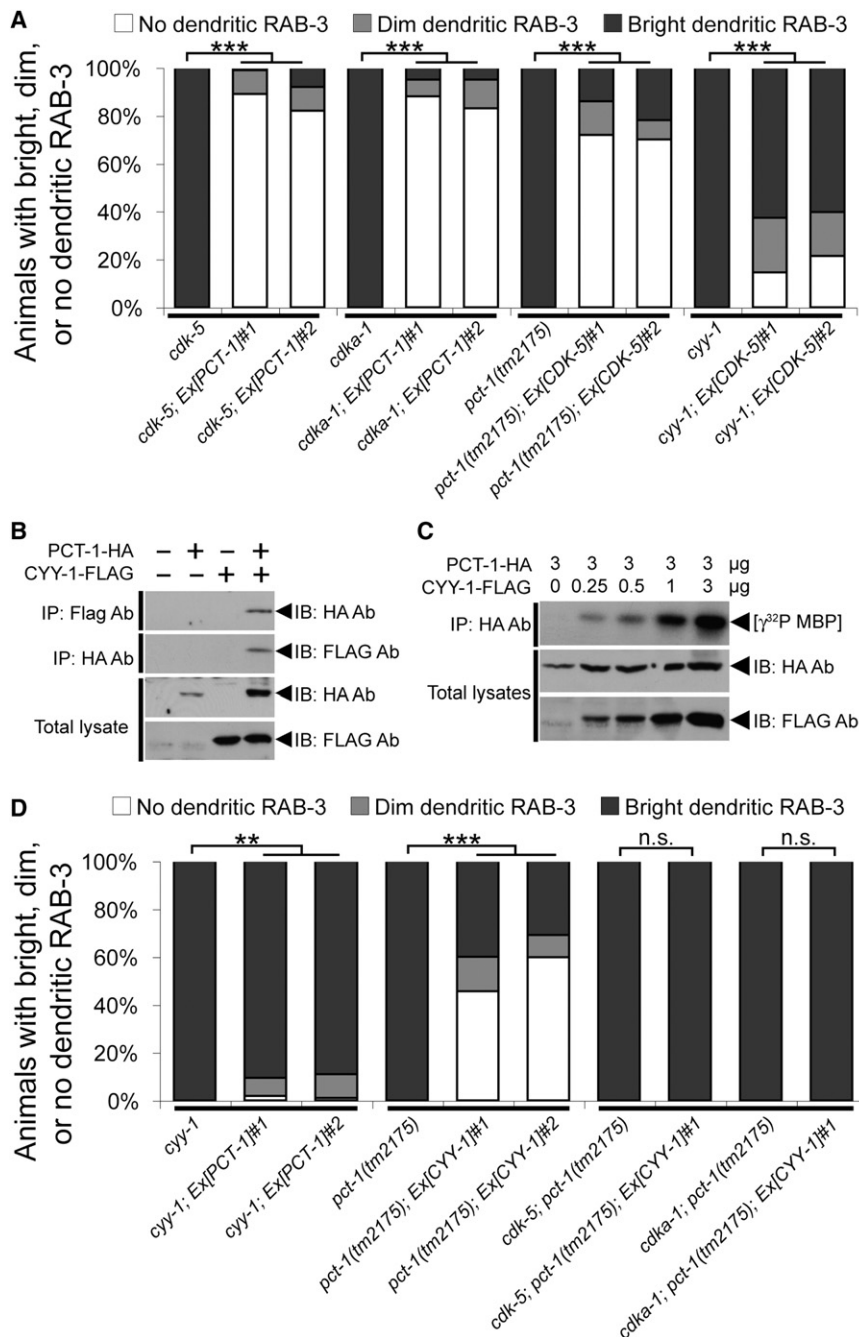 A
No dendritic RAB-3
Dim dendritic RAB-3
Bright dendritic RAB-3
Animals with bright, dim,
or no dendritic RAB-3
100%
80%
60%
40%
20%
0%
***
***
***
***
cdk-5
cdk-5; Ex[PCT-1]#1
cdk-5; Ex[PCT-1]#2
cdka-1
cdka-1; Ex[PCT-1]#1
cdka-1; Ex[PCT-1]#2
pct-1(tm2175)
pct-1(tm2175); Ex[CDK-5]#1
pct-1(tm2175); Ex[CDK-5]#2
cyy-1
cyy-1; Ex[CDK-5]#1
cyy-1; Ex[CDK-5]#2
B
PCT-1-HA – + – +
CYY-1-FLAG – – + +
IP: Flag Ab
IB: HA Ab
IP: HA Ab
IB: FLAG Ab
Total lysate
IB: HA Ab
IB: FLAG Ab
C
PCT-1-HA 3 3 3 3 3 µg
CYY-1-FLAG 0 0.25 0.5 1 3 µg
IP: HA Ab
[γ³²P MBP]
Total lysates
IB: HA Ab
IB: FLAG Ab
D
No dendritic RAB-3
Dim dendritic RAB-3
Bright dendritic RAB-3
Animals with bright, dim,
or no dendritic RAB-3
100%
80%
60%
40%
20%
0%
**
***
n.s.
n.s.
cyy-1
cyy-1; Ex[PCT-1]#1
cyy-1; Ex[PCT-1]#2
pct-1(tm2175)
pct-1(tm2175); Ex[CYY-1]#1
pct-1(tm2175); Ex[CYY-1]#2
cdk-5; pct-1(tm2175)
cdk-5; pct-1(tm2175); Ex[CYY-1]#1
cdka-1; pct-1(tm2175)
cdka-1; pct-1(tm2175); Ex[CYY-1]#1